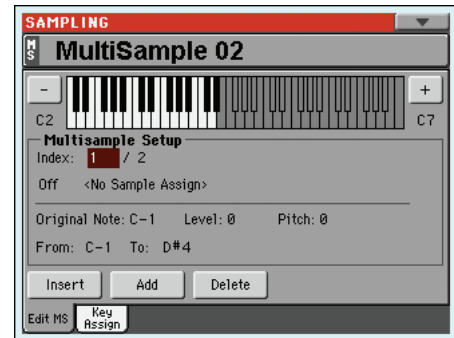 SAMPLING
MS MultiSample 02
- +
C2 C7
Multisample Setup
Index: 1 / 2
Off <No Sample Assign>
Original Note: C-1 Level: 0 Pitch: 0
From: C-1 To: D#4
Insert Add Delete
Edit MS Key Assign